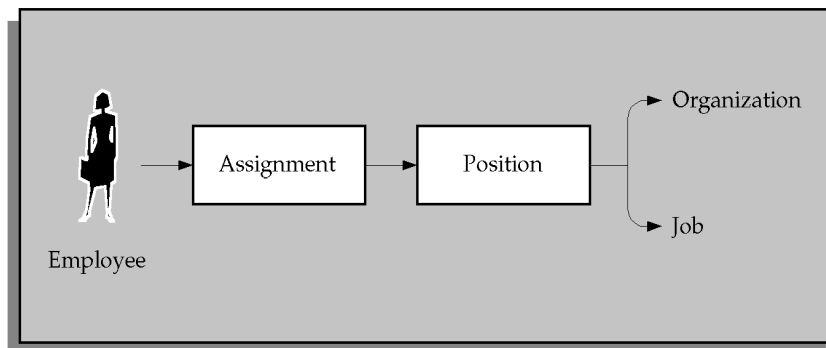 Organization
Assignment
Position
Job
Employee